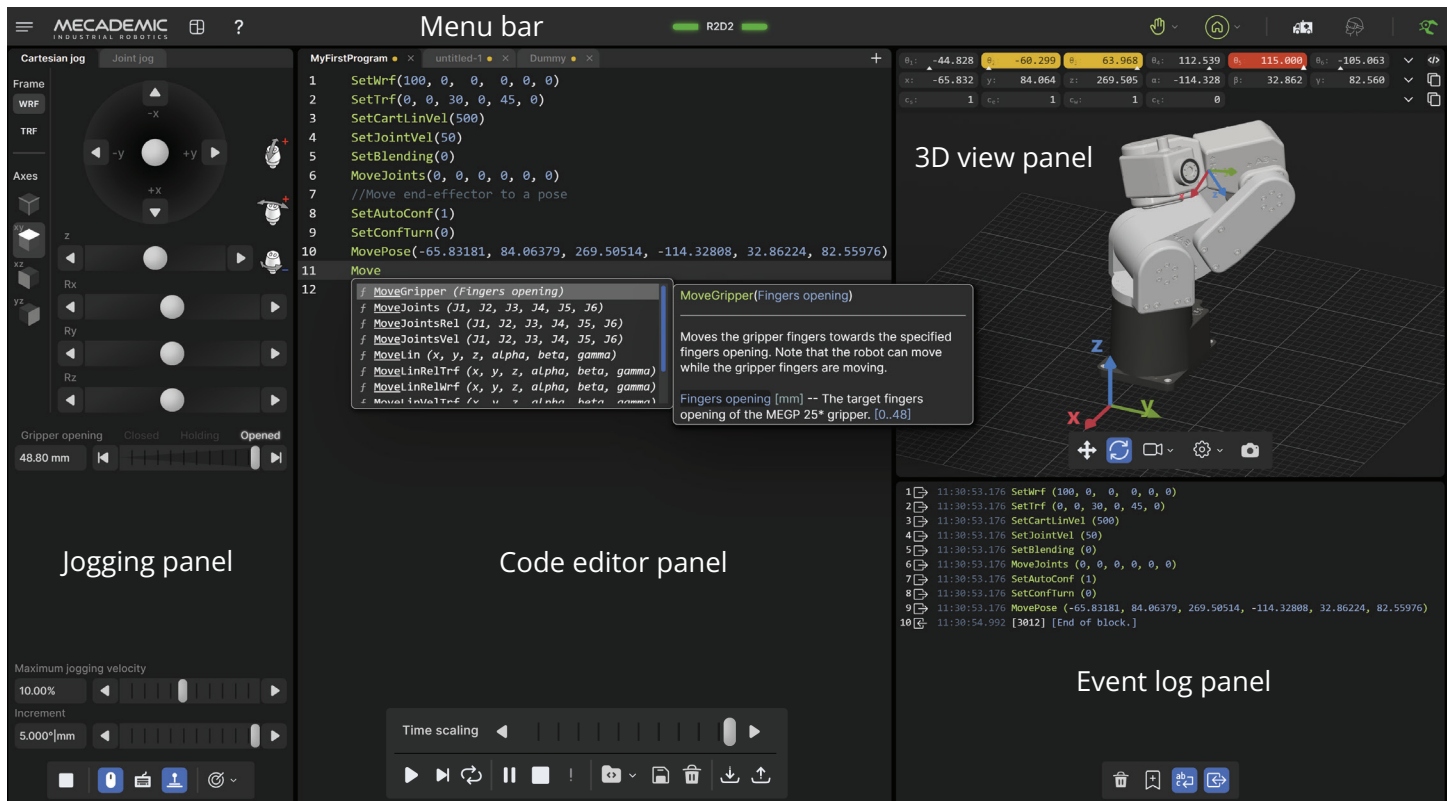 MECADEMIC
INDUSTRIAL ROBOTICS
?
Menu bar
R2D2
Cartesian jog
Joint jog
Frame
WRF
TRF
-x
-y
+y
+x
Axes
xy
xz
yz
z
Rx
Ry
Rz
Gripper opening Closed Holding Opened
48.80 mm
Jogging panel
Maximum jogging velocity
10.00%
Increment
5.000°|mm
MyFirstProgram × untitled-1 × Dummy × +
1 SetWrf(100, 0, 0, 0, 0, 0)
2 SetTrf(0, 0, 30, 0, 45, 0)
3 SetCartLinVel(500)
4 SetJointVel(50)
5 SetBlending(0)
6 MoveJoints(0, 0, 0, 0, 0, 0)
7 //Move end-effector to a pose
8 SetAutoConf(1)
9 SetConfTurn(0)
10 MovePose(-65.83181, 84.06379, 269.50514, -114.32808, 32.86224, 82.55976)
11 Move
12
f MoveGripper (Fingers opening)
f MoveJoints (J1, J2, J3, J4, J5, J6)
f MoveJointsRel (J1, J2, J3, J4, J5, J6)
f MoveJointsVel (J1, J2, J3, J4, J5, J6)
f MoveLin (x, y, z, alpha, beta, gamma)
f MoveLinRelTrf (x, y, z, alpha, beta, gamma)
f MoveLinRelWrf (x, y, z, alpha, beta, gamma)
f MoveLinVelTrf (x, y, z, alpha, beta, gamma)
MoveGripper(Fingers opening)
Moves the gripper fingers towards the specified
fingers opening. Note that the robot can move
while the gripper fingers are moving.
Fingers opening [mm] -- The target fingers
opening of the MEGP 25* gripper. [0..48]
Code editor panel
Time scaling
θ₁: -44.828 -60.299 63.968 θ₄: 112.539 115.000 θ₆: -105.063
x: -65.832 y: 84.064 z: 269.505 α: -114.328 β: 32.862 γ: 82.560
cₛ: 1 cₑ: 1 c_w: 1 cₜ: 0
3D view panel
Z
X
Y
1 11:30:53.176 SetWrf (100, 0, 0, 0, 0, 0)
2 11:30:53.176 SetTrf (0, 0, 30, 0, 45, 0)
3 11:30:53.176 SetCartLinVel (500)
4 11:30:53.176 SetJointVel (50)
5 11:30:53.176 SetBlending (0)
6 11:30:53.176 MoveJoints (0, 0, 0, 0, 0, 0)
7 11:30:53.176 SetAutoConf (1)
8 11:30:53.176 SetConfTurn (0)
9 11:30:53.176 MovePose (-65.83181, 84.06379, 269.50514, -114.32808, 32.86224, 82.55976)
10 11:30:54.992 [3012] [End of block.]
Event log panel